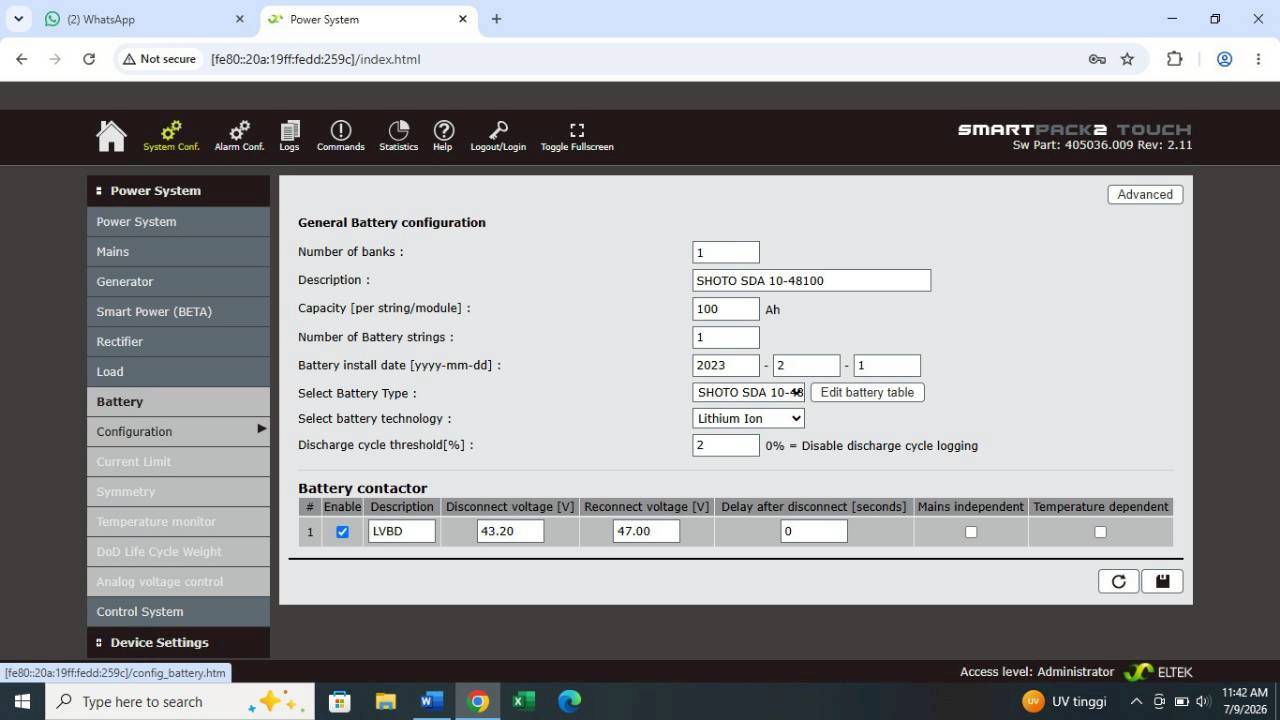 (2) WhatsApp
Power System
Not secure
[fe80::20a:19ff:fedd:259c]/index.html
System Conf.
Alarm Conf.
Logs
Commands
Statistics
Help
Logout/Login
Toggle Fullscreen
SMARTPACK2 TOUCH
Sw Part: 405036.009 Rev: 2.11
Power System
Power System
Mains
Generator
Smart Power (BETA)
Rectifier
Load
Battery
Configuration
Current Limit
Symmetry
Temperature monitor
DoD Life Cycle Weight
Analog voltage control
Control System
Device Settings
Advanced
General Battery configuration
Number of banks : 1
Description : SHOTO SDA 10-48100
Capacity [per string/module] : 100 Ah
Number of Battery strings : 1
Battery install date [yyyy-mm-dd] : 2023 - 2 - 1
Select Battery Type : SHOTO SDA 10-48 Edit battery table
Select battery technology : Lithium Ion
Discharge cycle threshold[%] : 2 0% = Disable discharge cycle logging
Battery contactor
# Enable Description Disconnect voltage [V] Reconnect voltage [V] Delay after disconnect [seconds] Mains independent Temperature dependent
1 LVBD 43.20 47.00 0
[fe80::20a:19ff:fedd:259c]/config_battery.htm
Access level: Administrator ELTEK
Type here to search
UV UV tinggi
11:42 AM
7/9/2026